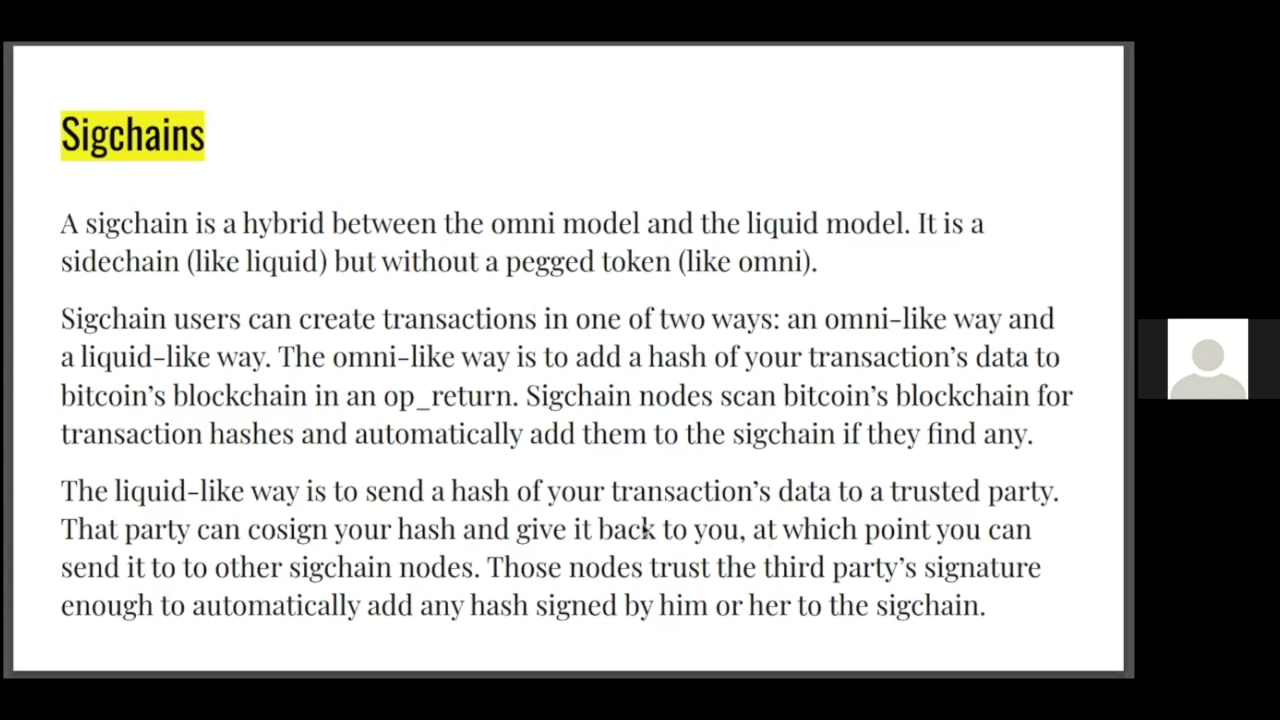 Sigchains
A sigchain is a hybrid between the omni model and the liquid model. It is a
sidechain (like liquid) but without a pegged token (like omni).
Sigchain users can create transactions in one of two ways: an omni-like way and
a liquid-like way. The omni-like way is to add a hash of your transaction's data to
bitcoin's blockchain in an op_return. Sigchain nodes scan bitcoin's blockchain for
transaction hashes and automatically add them to the sigchain if they find any.
The liquid-like way is to send a hash of your transaction's data to a trusted party.
That party can cosign your hash and give it back to you, at which point you can
send it to to other sigchain nodes. Those nodes trust the third party's signature
enough to automatically add any hash signed by him or her to the sigchain.